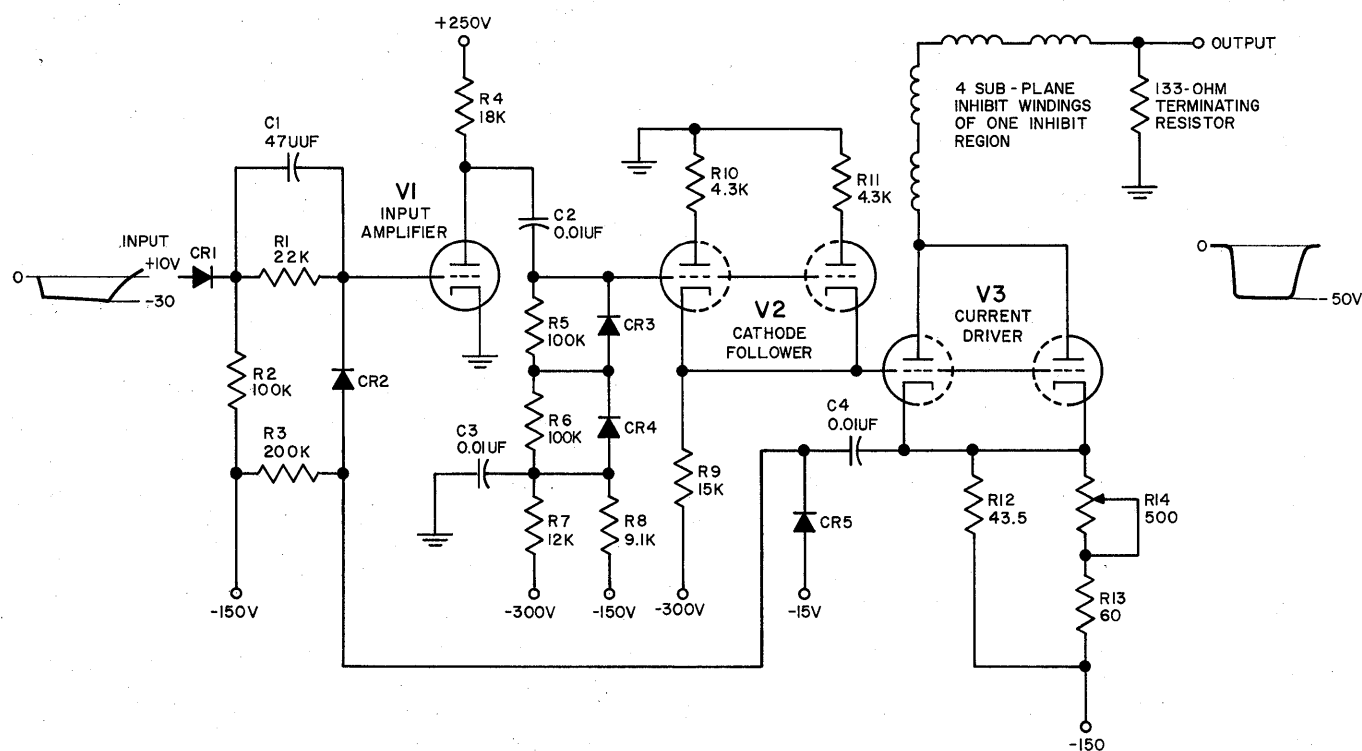 +250V
R4
18K
C1
47UUF
V1
INPUT
AMPLIFIER
INPUT
+10V
0
-30
CR1
R1
22K
R2
100K
R3
200K
CR2
-150V
C2
0.01UF
R5
100K
CR3
R6
100K
CR4
C3
0.01UF
R7
12K
R8
9.1K
-300V
-150V
-300V
R10
4.3K
R11
4.3K
V2
CATHODE
FOLLOWER
R9
15K
C4
0.01UF
CR5
-15V
V3
CURRENT
DRIVER
R12
43.5
R14
500
R13
60
-150
4 SUB-PLANE
INHIBIT WINDINGS
OF ONE INHIBIT
REGION
OUTPUT
133-OHM
TERMINATING
RESISTOR
0
-50V